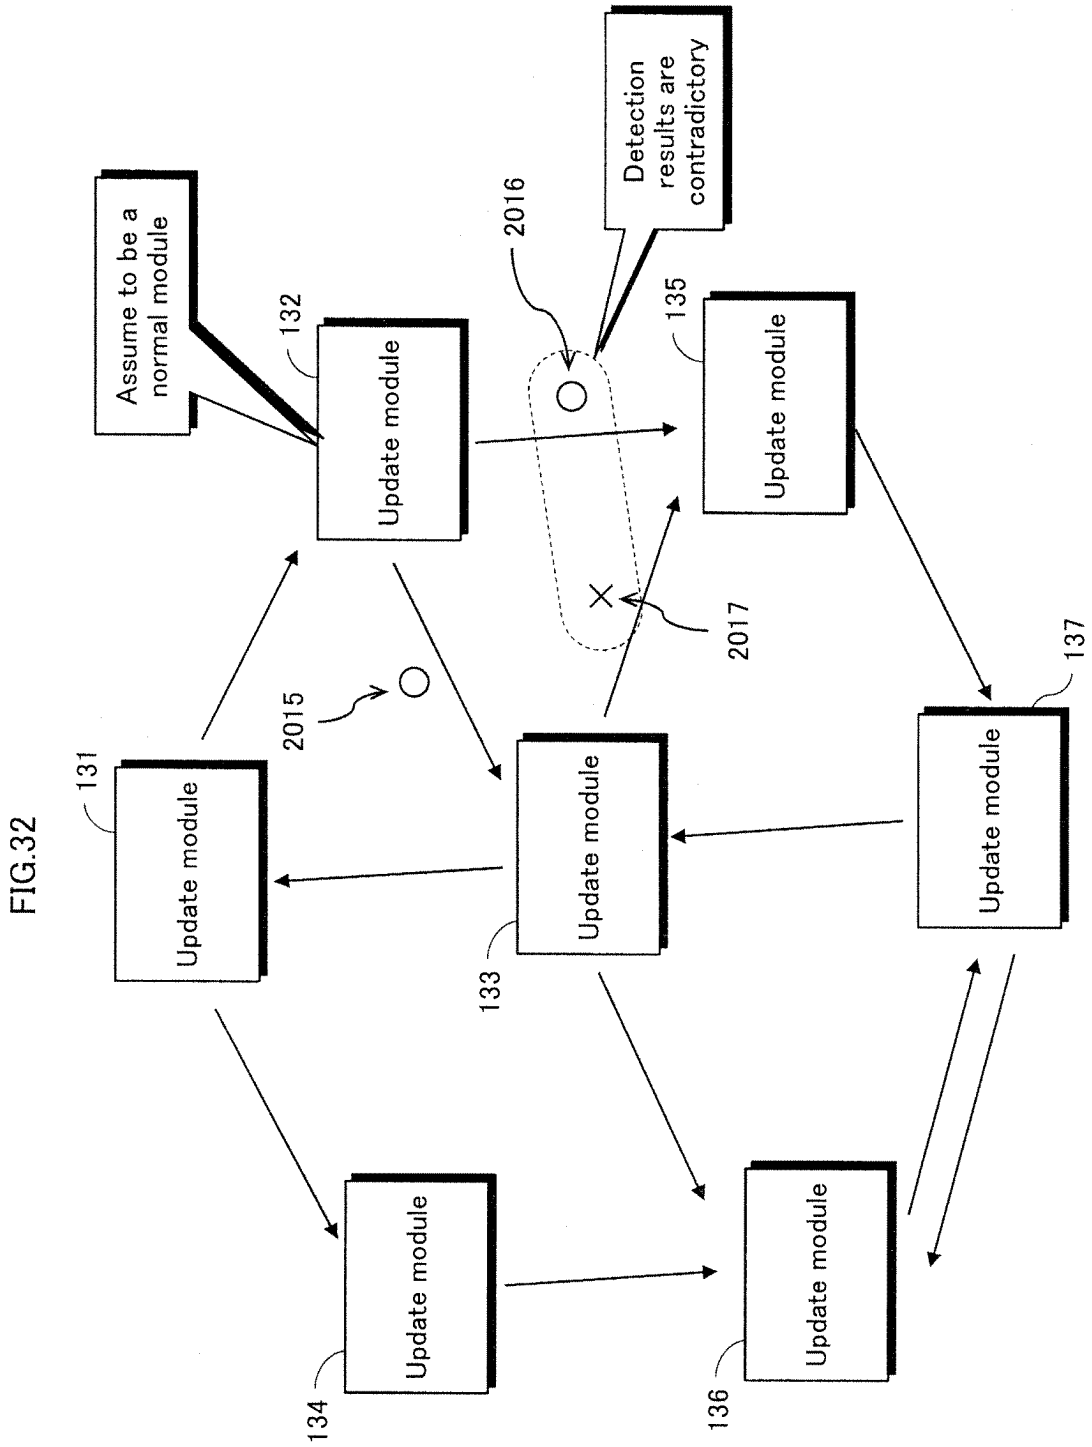 FIG.32
Assume to be a
normal module
131
Update module
132
Update module
2015
2016
2017
Detection
results are
contradictory
133
Update module
134
Update module
135
Update module
136
Update module
137
Update module